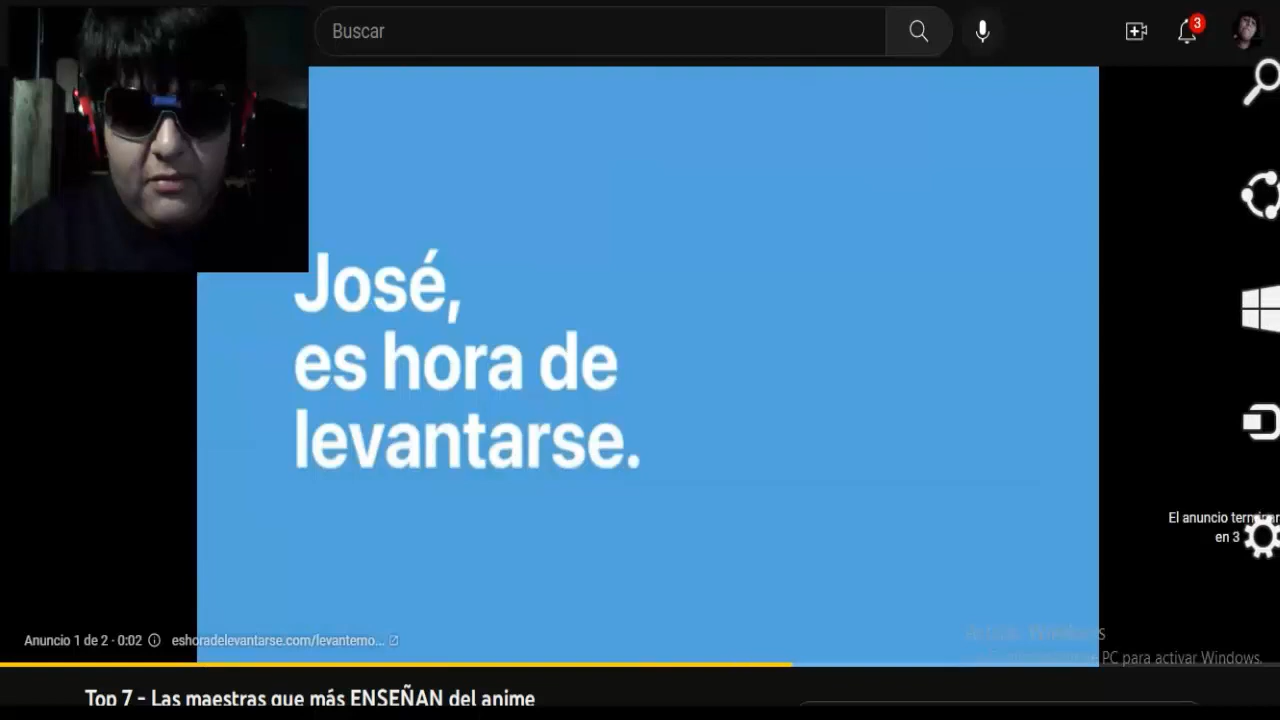 Buscar
3
José,
es hora de
levantarse.
El anuncio
en 3
Anuncio 1 de 2 · 0:02
eshoradelevantarse.com/levantemo...
PC para activar Windows.
Top 7 - Las maestras que más ENSEÑAN del anime